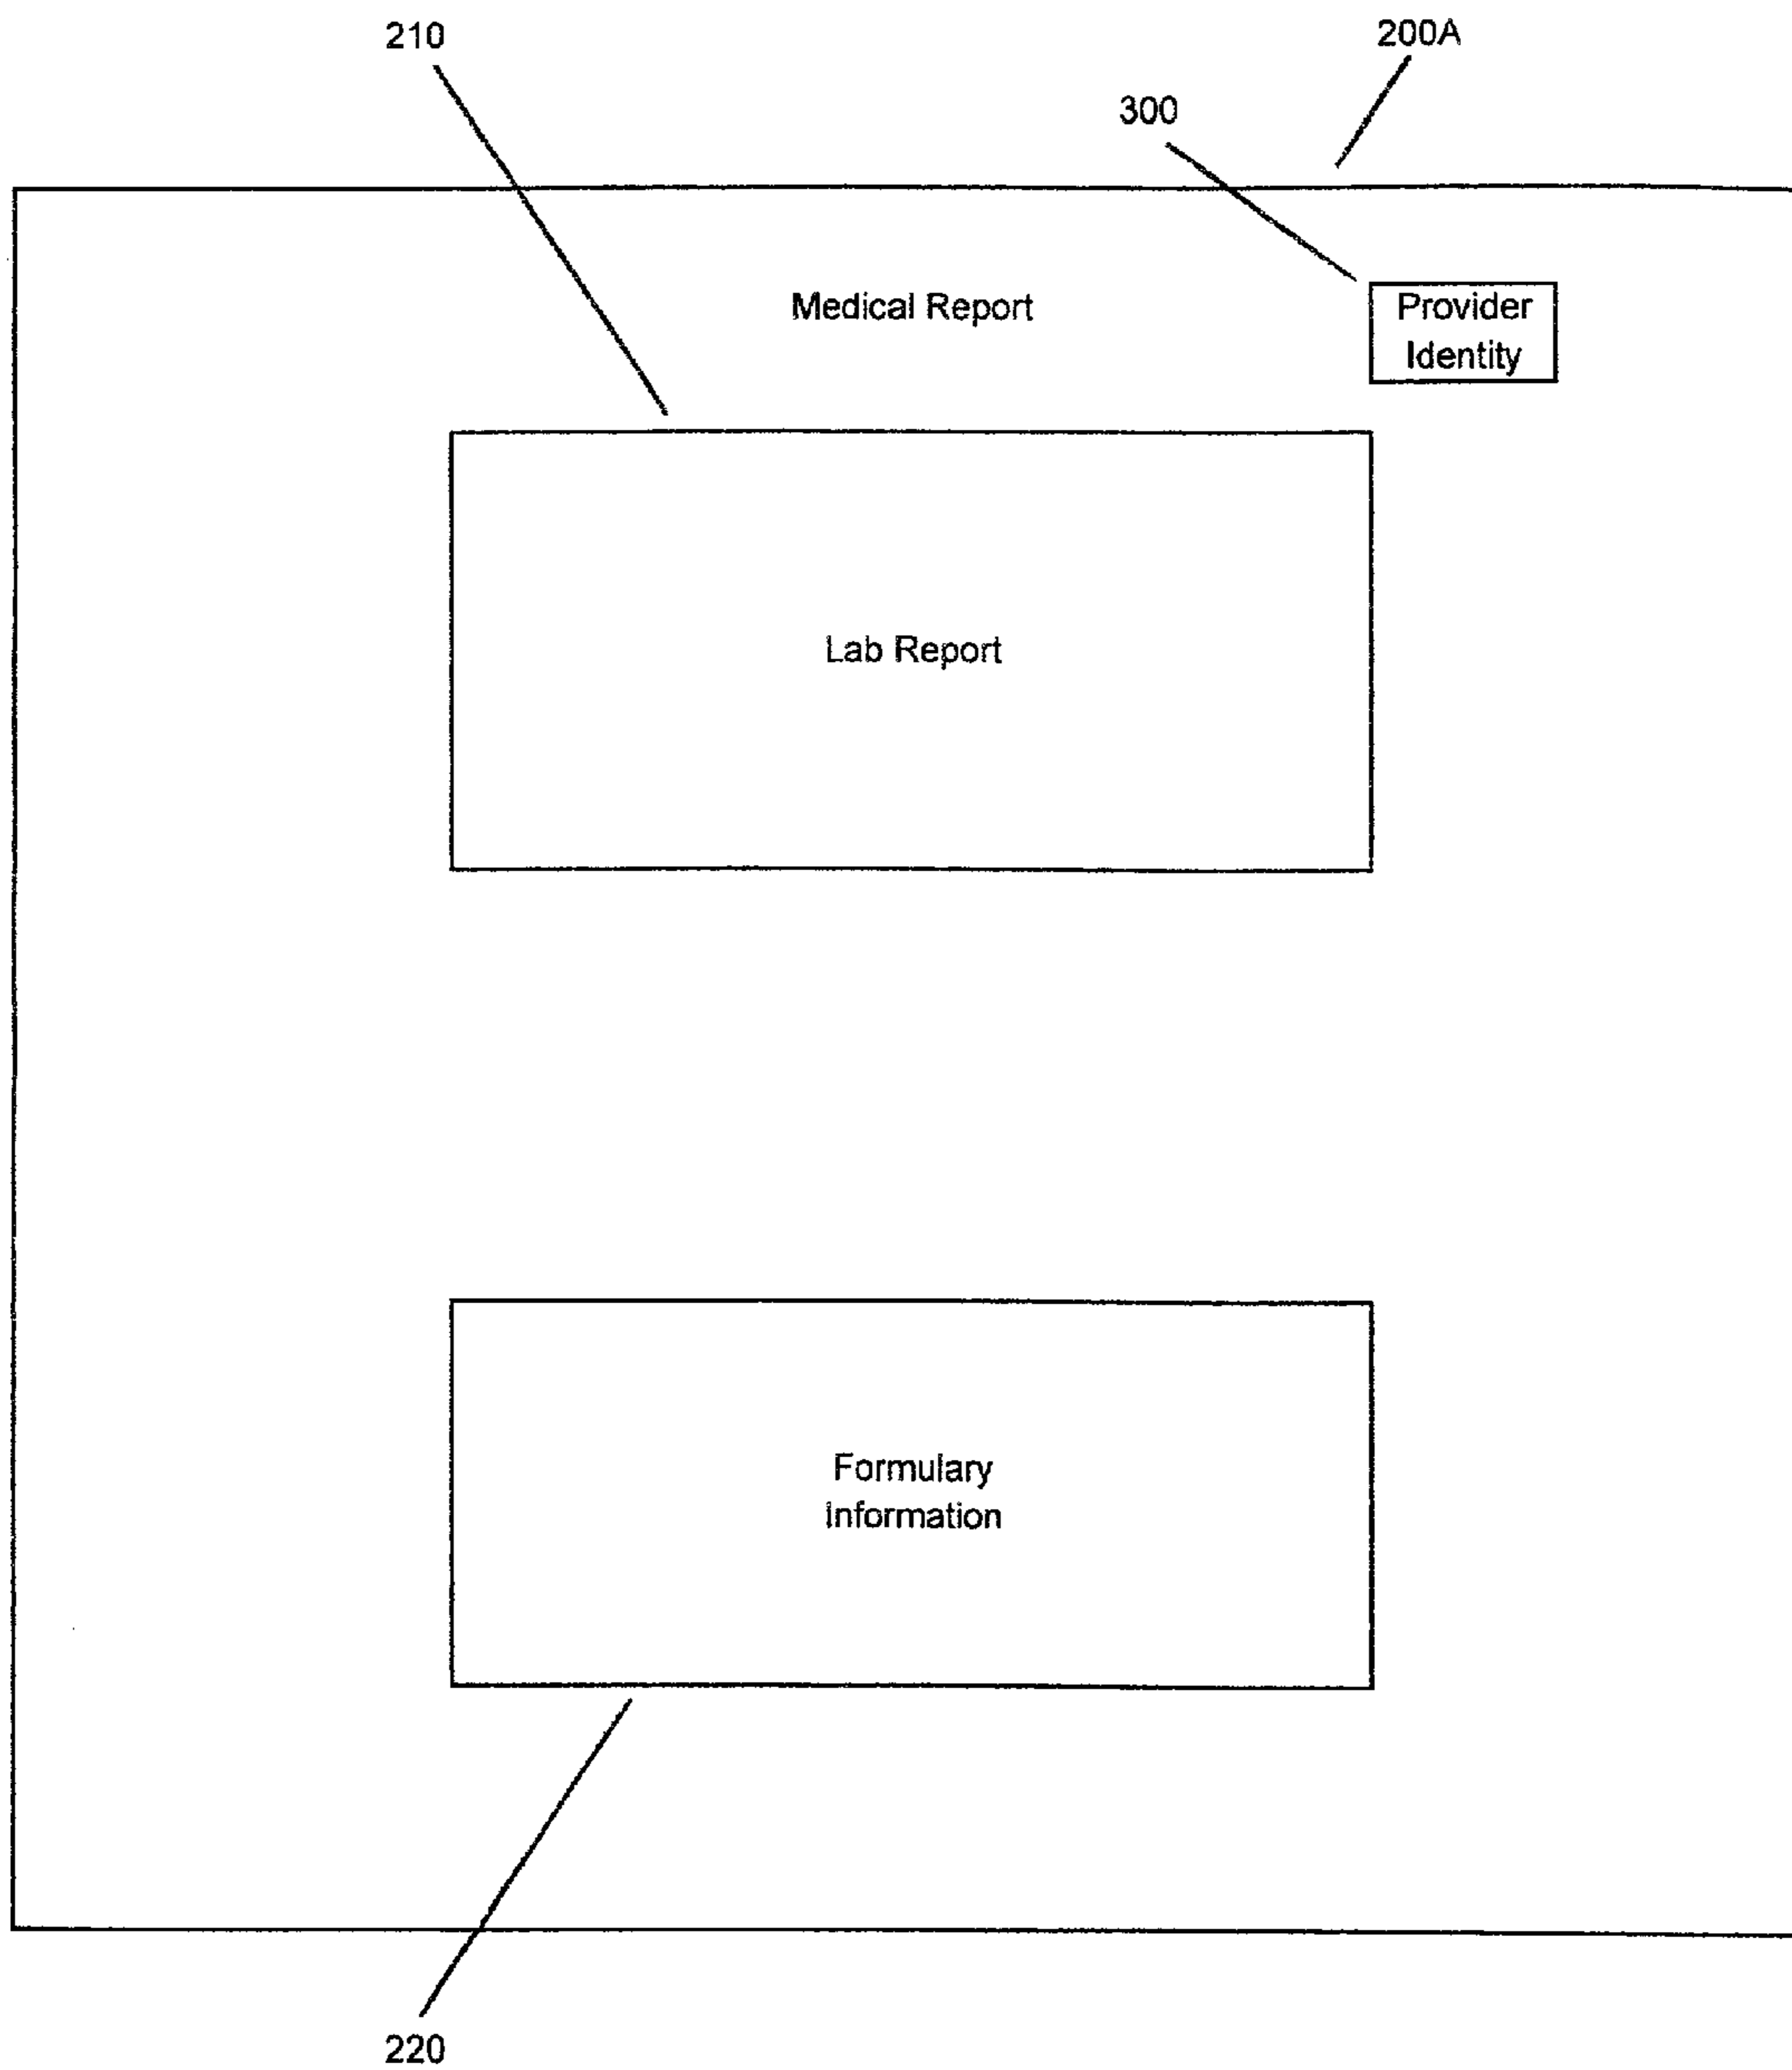 210
200A
300
Medical Report
Provider
Identity
Lab Report
Formulary
Information
220